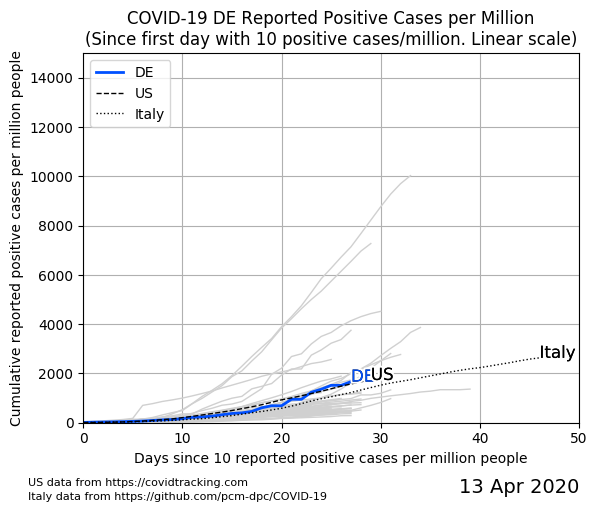 COVID-19 DE Reported Positive Cases per Million
(Since first day with 10 positive cases/million. Linear scale)
Cumulative reported positive cases per million people
14000
12000
10000
8000
6000
4000
2000
0
DE
US
Italy
DE
US
Italy
0 10 20 30 40 50
Days since 10 reported positive cases per million people
US data from https://covidtracking.com
Italy data from https://github.com/pcm-dpc/COVID-19
13 Apr 2020